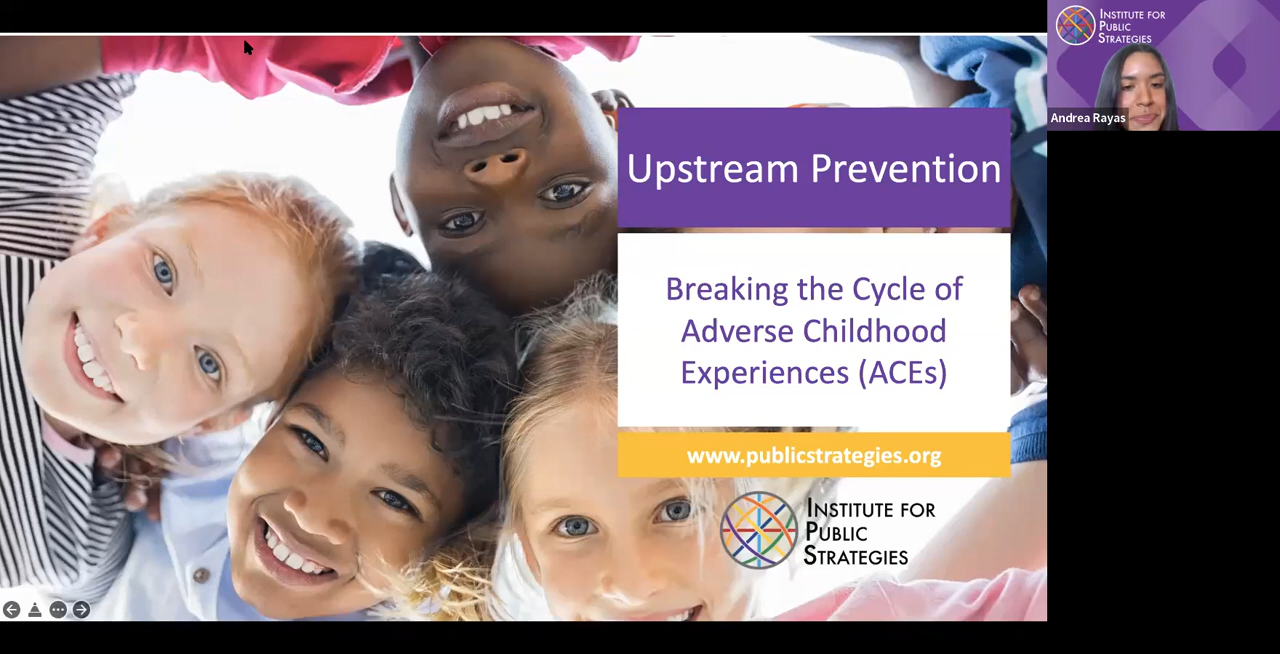 Upstream Prevention
Breaking the Cycle of
Adverse Childhood
Experiences (ACEs)
www.publicstrategies.org
INSTITUTE FOR
PUBLIC
STRATEGIES
INSTITUTE FOR
PUBLIC
STRATEGIES
Andrea Rayas